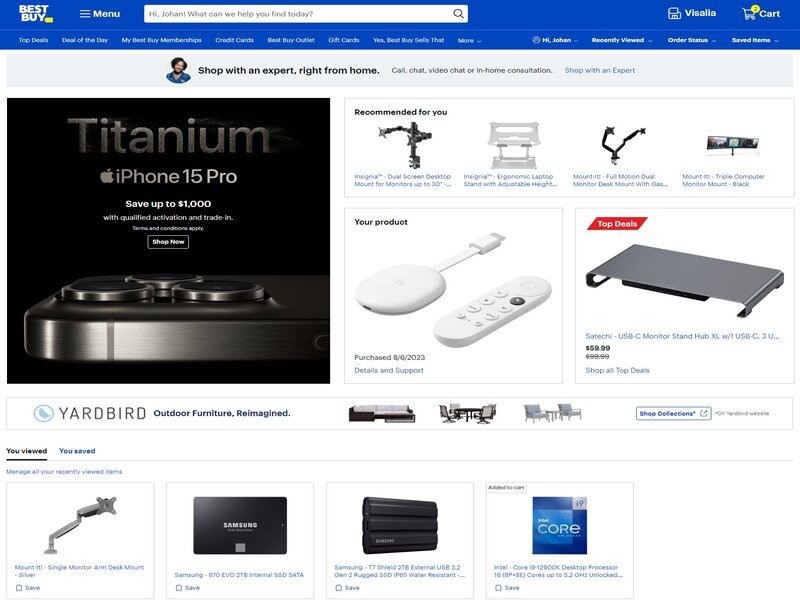 BEST
BUY
Menu
Hi, Johan! What can we help you find today?
Visalia
2
Cart
Top Deals
Deal of the Day
My Best Buy Memberships
Credit Cards
Best Buy Outlet
Gift Cards
Yes, Best Buy Sells That
More
Hi, Johan
Recently Viewed
Order Status
Saved Items
Shop with an expert, right from home.
Call, chat, video chat or in-home consultation.
Shop with an Expert
Titanium
iPhone 15 Pro
Save up to $1,000
with qualified activation and trade-in.
Terms and conditions apply.
Shop Now
Recommended for you
Insignia™ - Dual Screen Desktop
Mount for Monitors up to 30" -...
Insignia™ - Ergonomic Laptop
Stand with Adjustable Height...
Mount-It! - Full Motion Dual
Monitor Desk Mount With Gas...
Mount-It! - Triple Computer
Monitor Mount - Black
Your product
Purchased 8/6/2023
Details and Support
Top Deals
Satechi - USB-C Monitor Stand Hub XL w/1 USB-C, 3 U...
$59.99
$99.99
Shop all Top Deals
YARDBIRD
Outdoor Furniture, Reimagined.
Shop Collections*
*On Yardbird website
You viewed
You saved
Manage all your recently viewed items
Mount-It! - Single Monitor Arm Desk Mount
- Silver
Save
SAMSUNG
Samsung - 870 EVO 2TB Internal SSD SATA
Save
SAMSUNG
Samsung - T7 Shield 2TB External USB 3.2
Gen 2 Rugged SSD IP65 Water Resistant -...
Save
Added to cart
i9
intel
CORE
Intel - Core i9-12900K Desktop Processor
16 (8P+8E) Cores up to 5.2 GHz Unlocked...
Save